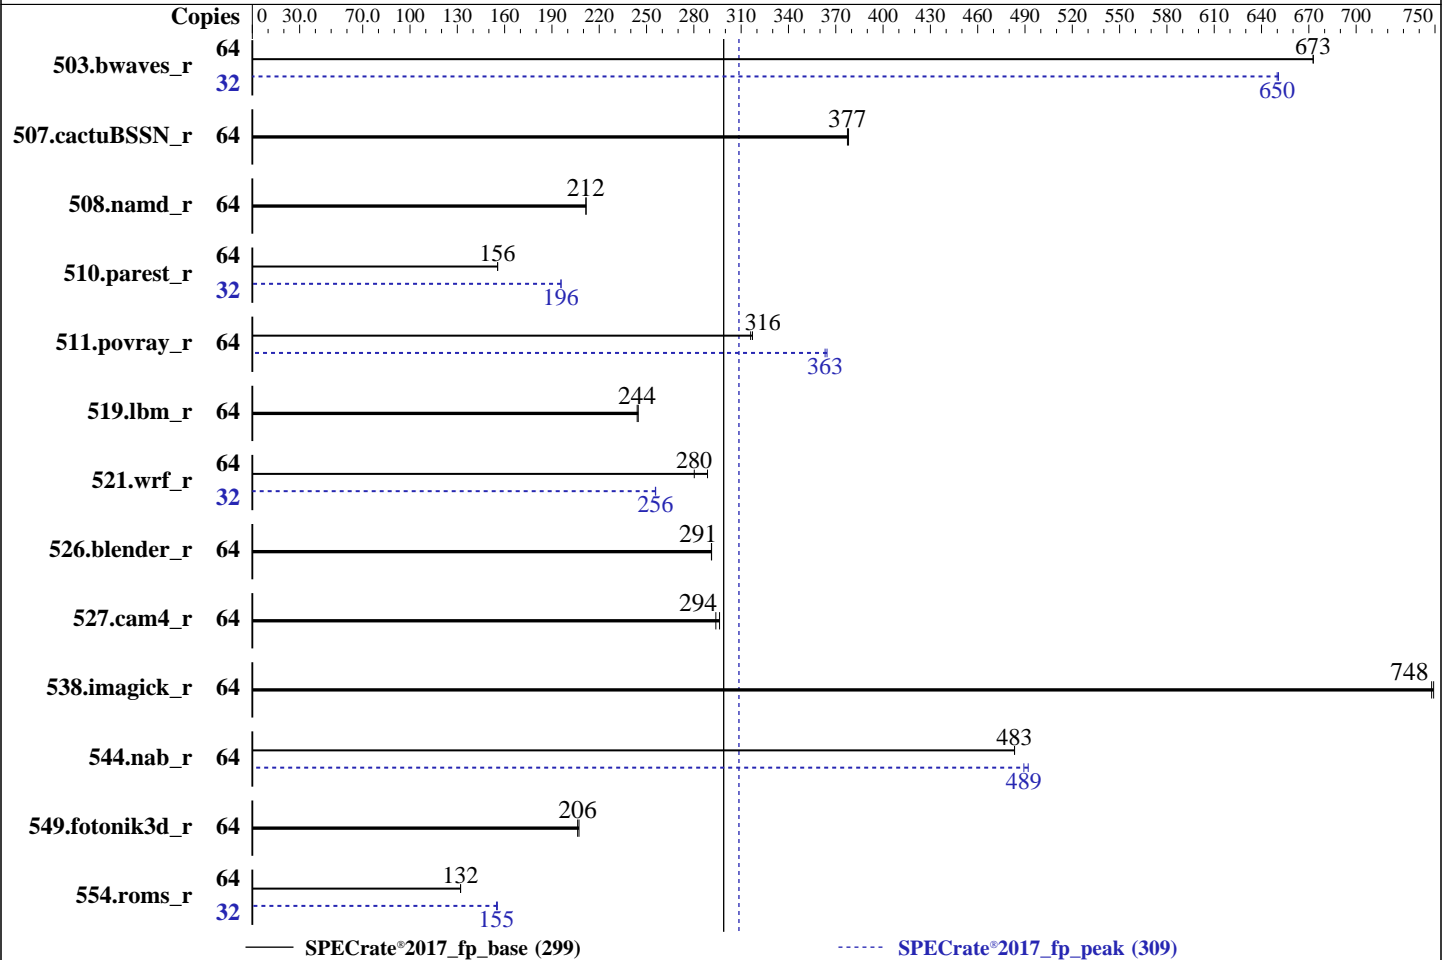 Copies 0 30.0 70.0 100 130 160 190 220 250 280 310 340 370 400 430 460 490 520 550 580 610 640 670 700 750
503.bwaves_r 64 673
32 650
507.cactuBSSN_r 64 377
508.namd_r 64 212
510.parest_r 64 156
32 196
511.povray_r 64 316
363
519.lbm_r 64 244
521.wrf_r 64 280
32 256
526.blender_r 64 291
527.cam4_r 64 294
538.imagick_r 64 748
544.nab_r 64 483
489
549.fotonik3d_r 64 206
554.roms_r 64 132
32 155
SPECrate®2017_fp_base (299) SPECrate®2017_fp_peak (309)